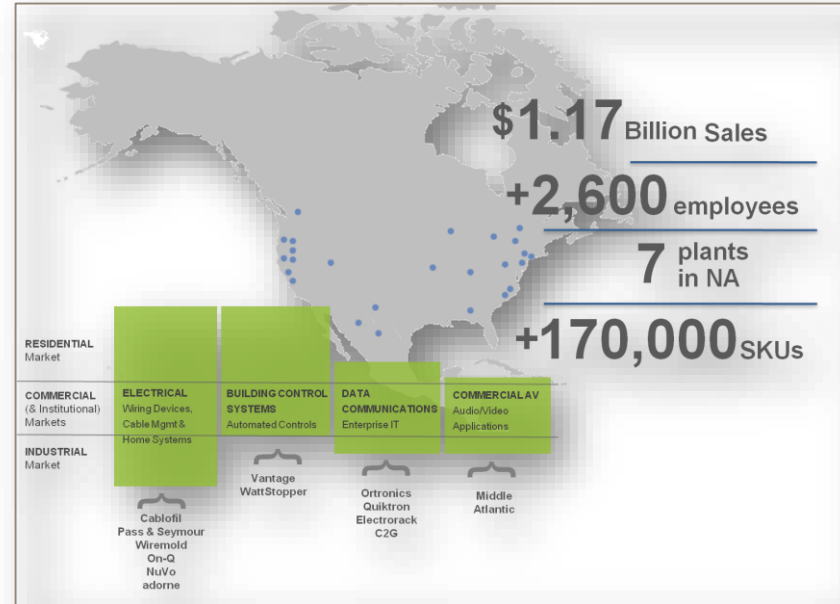 $1.17 Billion Sales
+2,600 employees
7 plants
in NA
+170,000 SKUs
RESIDENTIAL
Market
COMMERCIAL
(& Institutional)
Markets
INDUSTRIAL
Market
ELECTRICAL
Wiring Devices,
Cable Mgmt &
Home Systems
BUILDING CONTROL
SYSTEMS
Automated Controls
DATA
COMMUNICATIONS
Enterprise IT
COMMERCIAL AV
Audio/Video
Applications
Cablofil
Pass & Seymour
Wiremold
On-Q
NuVo
adorne
Vantage
WattStopper
Ortronics
Quiktron
Electrorack
C2G
Middle
Atlantic